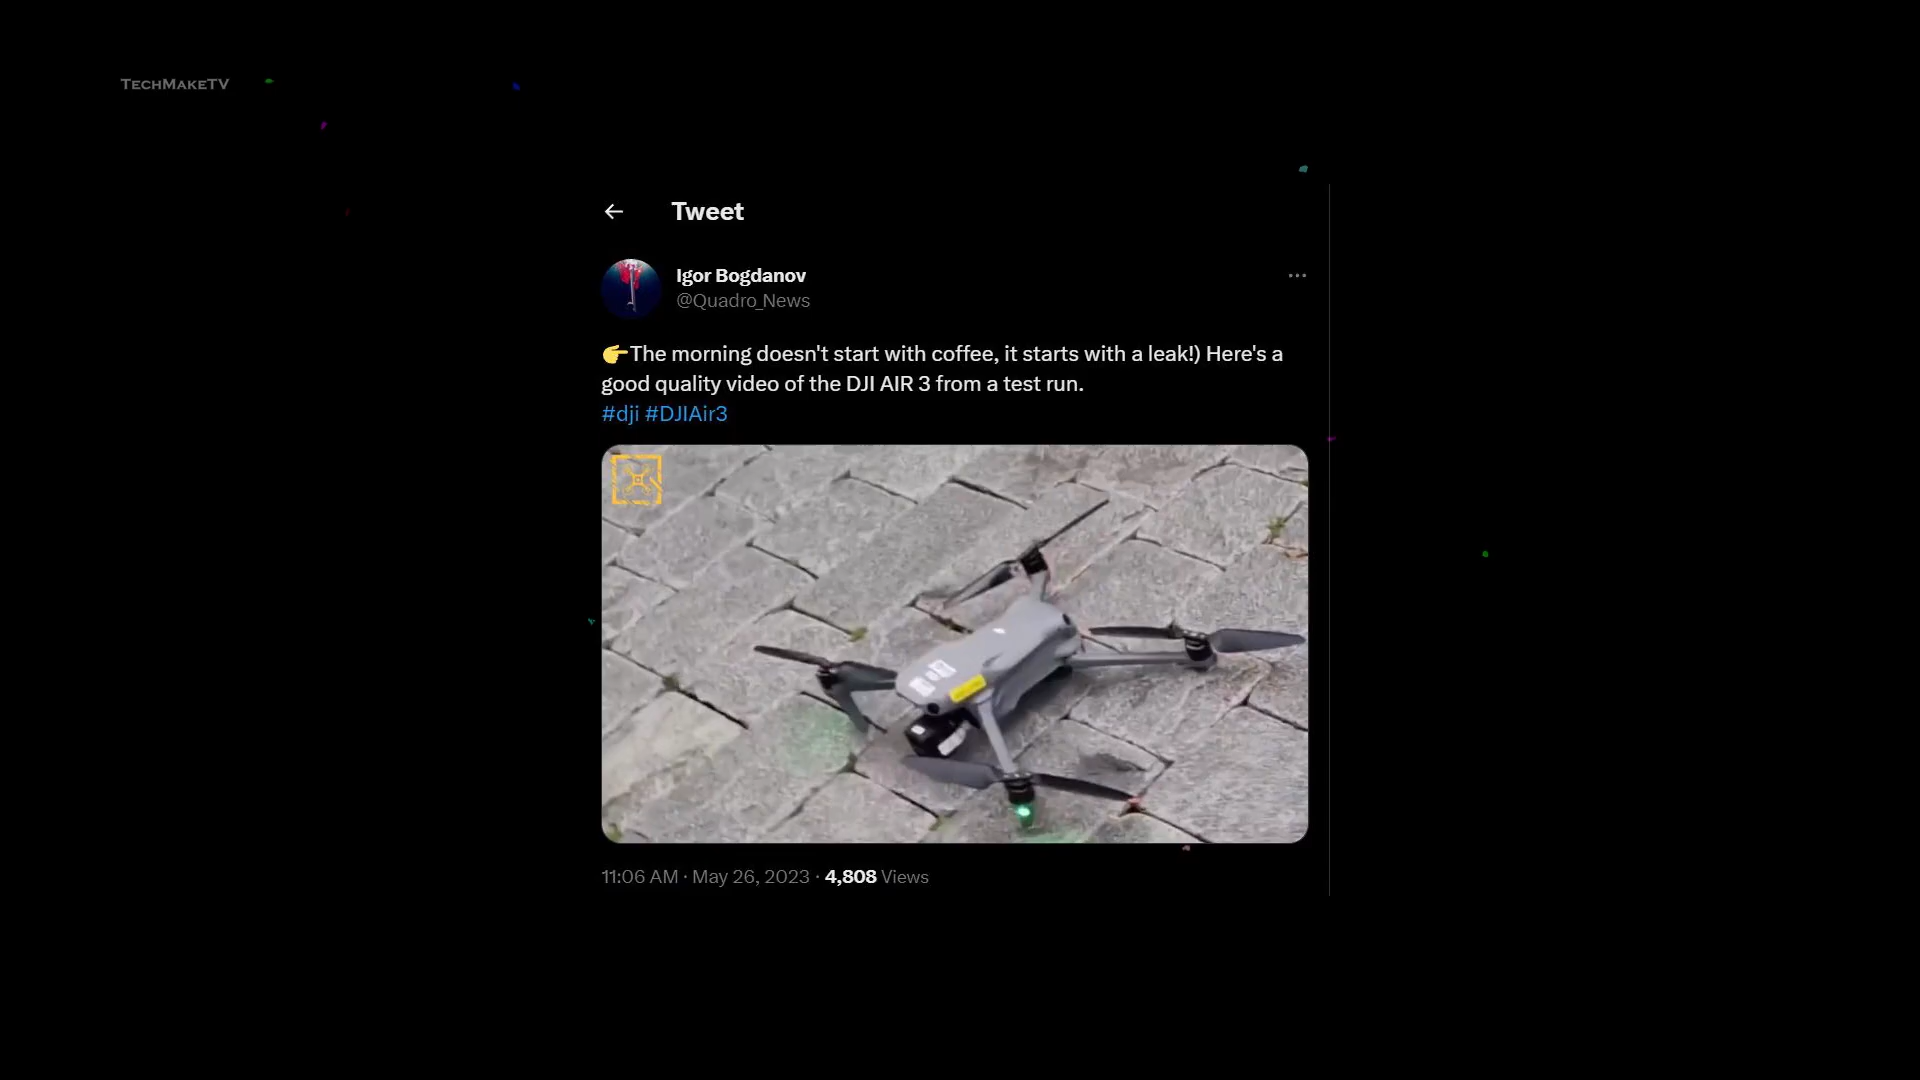 TECHMAKETV
Tweet
Igor Bogdanov
@Quadro_News
👉The morning doesn't start with coffee, it starts with a leak!) Here's a
good quality video of the DJI AIR 3 from a test run.
#dji #DJIAir3
11:06 AM · May 26, 2023 · 4,808 Views